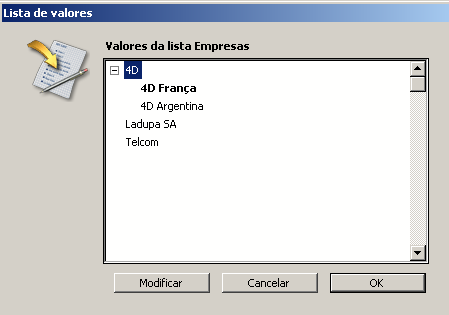 Lista de valores
Valores da lista Empresas
4D
4D França
4D Argentina
Ladupa SA
Telcom
Modificar Cancelar OK